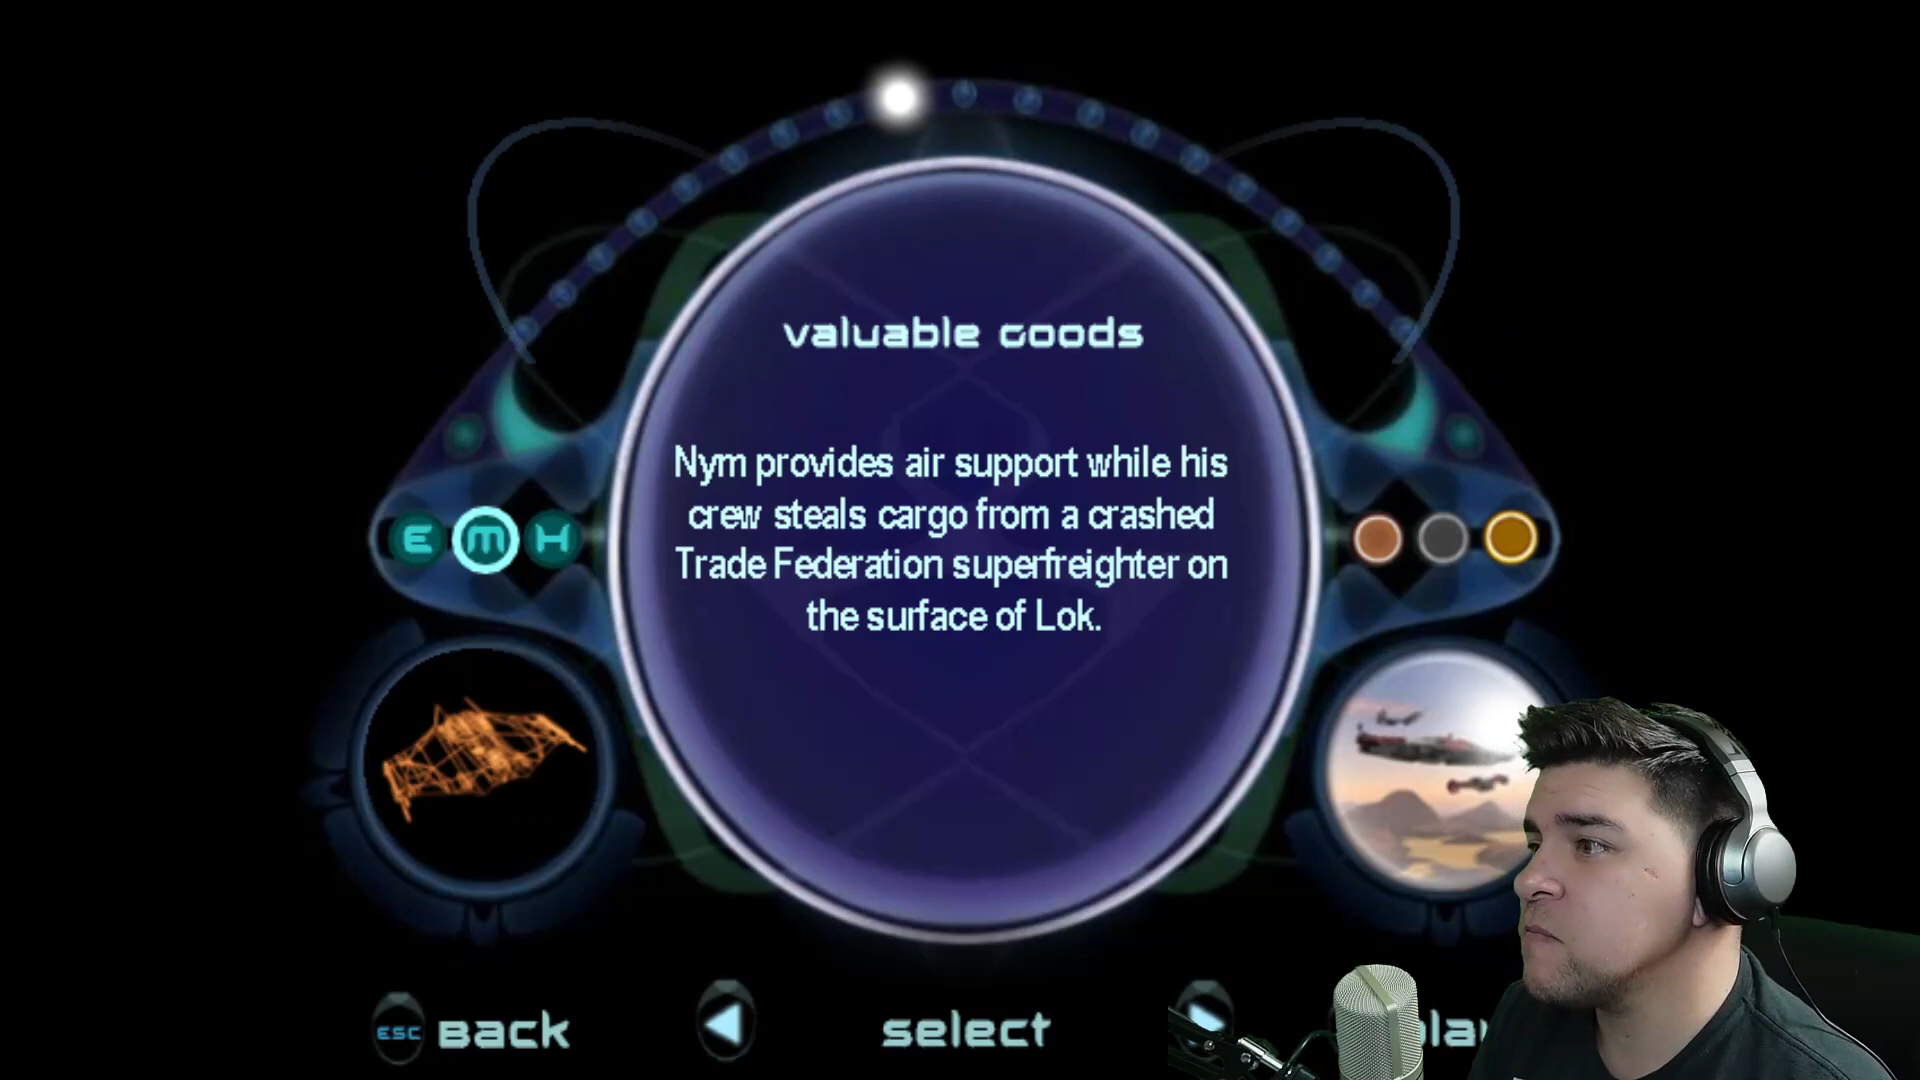 valuable goods
Nym provides air support while his
crew steals cargo from a crashed
Trade Federation superfreighter on
the surface of Lok.
E M H
ESC Back
select